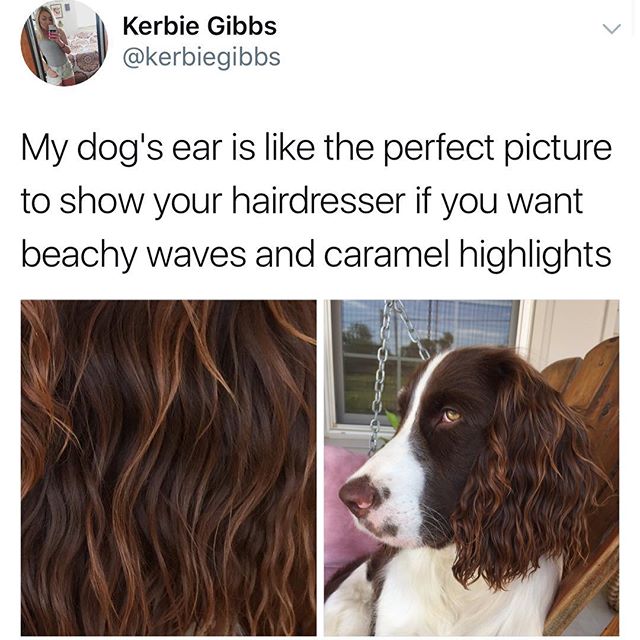 Kerbie Gibbs
@kerbiegibbs
My dog's ear is like the perfect picture
to show your hairdresser if you want
beachy waves and caramel highlights